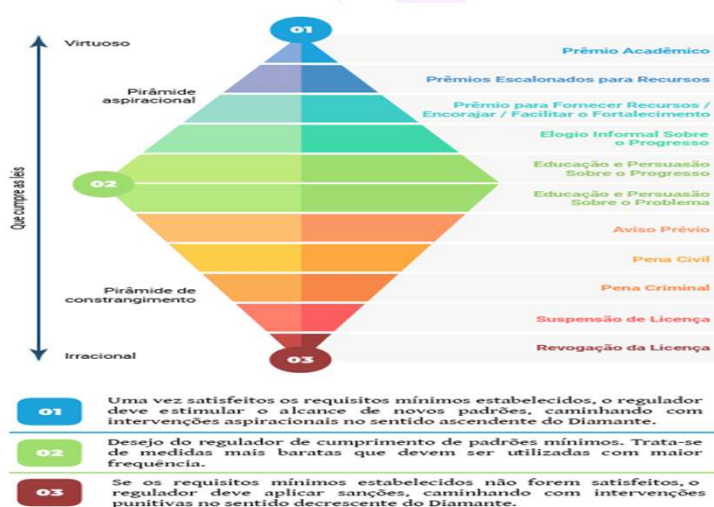 01
Virtuoso
Prêmio Acadêmico
Prêmios Escalonados para Recursos
Pirâmide
aspiracional
Prêmio para Fornecer Recursos /
Encorajar / Facilitar o Fortalecimento
Elogio Informal Sobre
o Progresso
Educação e Persuasão
Sobre o Progresso
Que cumpre as leis
02
Educação e Persuasão
Sobre o Problema
Aviso Prévio
Pena Civil
Pirâmide de
constrangimento
Pena Criminal
Suspensão de Licença
Revogação da Licença
Irracional
03
01
Uma vez satisfeitos os requisitos mínimos estabelecidos, o regulador
deve estimular o alcance de novos padrões, caminhando com
intervenções aspiracionais no sentido ascendente do Diamante.
02
Desejo do regulador de cumprimento de padrões mínimos. Trata-se
de medidas mais baratas que devem ser utilizadas com maior
frequência.
03
Se os requisitos mínimos estabelecidos não forem satisfeitos, o
regulador deve aplicar sanções, caminhando com intervenções
punitivas no sentido decrescente do Diamante.